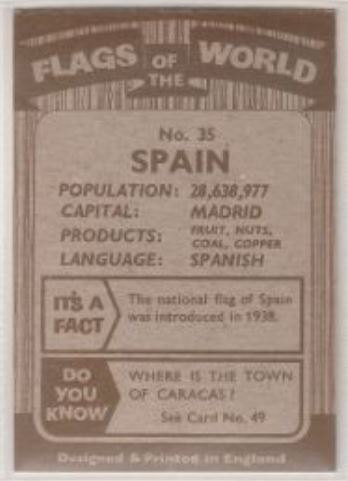 FLAGS OF THE WORLD
No. 35
SPAIN
POPULATION: 28,638,977
CAPITAL: MADRID
PRODUCTS: FRUIT, NUTS,
COAL, COPPER
LANGUAGE: SPANISH
IT'S A
FACT
The national flag of Spain
was introduced in 1938.
DO
YOU
KNOW
WHERE IS THE TOWN
OF CARACAS?
See Card No. 49
Designed & Printed in England